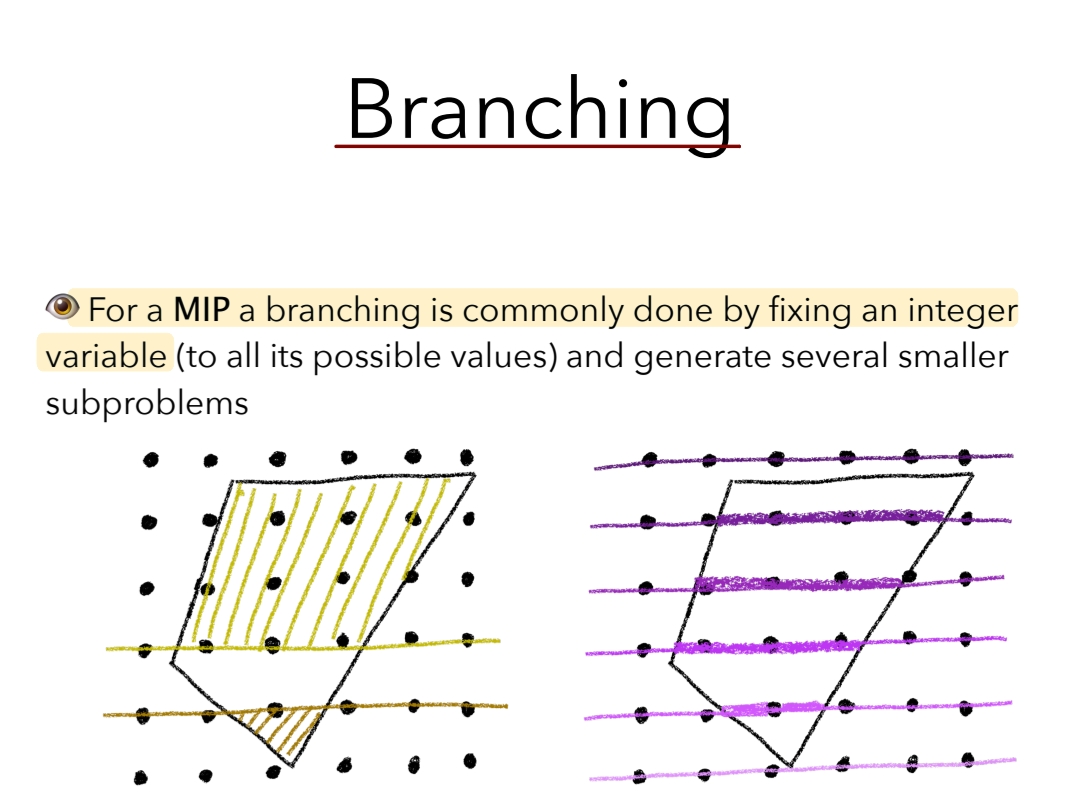 Branching
👁 For a MIP a branching is commonly done by fixing an integer
variable (to all its possible values) and generate several smaller
subproblems